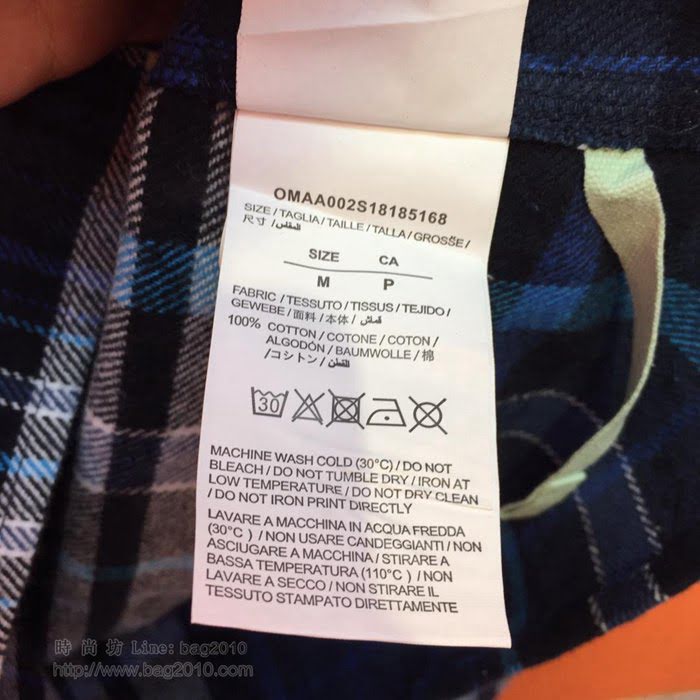 OMAA002S18185168
SIZE / TAGLIA / TAILLE / TALLA / GROSSE /
尺寸 / المقاس /
SIZE CA
M P
FABRIC / TESSUTO / TISSUS / TEJIDO /
GEWEBE / 面料 / 本体 / قماش /
100% COTTON / COTONE / COTON /
ALGODÓN / BAUMWOLLE / 棉
/ コットン / القطن /
30
MACHINE WASH COLD (30°C) / DO NOT
BLEACH / DO NOT TUMBLE DRY / IRON AT
LOW TEMPERATURE / DO NOT DRY CLEAN
/ DO NOT IRON PRINT DIRECTLY
LAVARE A MACCHINA IN ACQUA FREDDA
(30°C) / NON USARE CANDEGGIANTI / NON
ASCIUGARE A MACCHINA / STIRARE A
BASSA TEMPERATURA (110°C) / NON
LAVARE A SECCO / NON STIRARE IL
TESSUTO STAMPATO DIRETTAMENTE
時尚坊 Line: bag2010
http://www.bag2010.com/